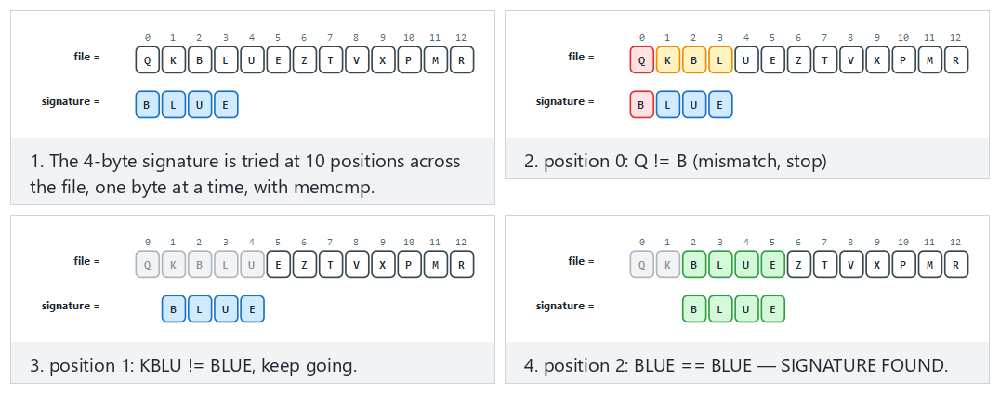 0 1 2 3 4 5 6 7 8 9 10 11 12
file = Q K B L U E Z T V X P M R
signature = B L U E
1. The 4-byte signature is tried at 10 positions across
the file, one byte at a time, with memcmp.
0 1 2 3 4 5 6 7 8 9 10 11 12
file = Q K B L U E Z T V X P M R
signature = B L U E
2. position 0: Q != B (mismatch, stop)
0 1 2 3 4 5 6 7 8 9 10 11 12
file = Q K B L U E Z T V X P M R
signature = B L U E
3. position 1: KBLU != BLUE, keep going.
0 1 2 3 4 5 6 7 8 9 10 11 12
file = Q K B L U E Z T V X P M R
signature = B L U E
4. position 2: BLUE == BLUE — SIGNATURE FOUND.